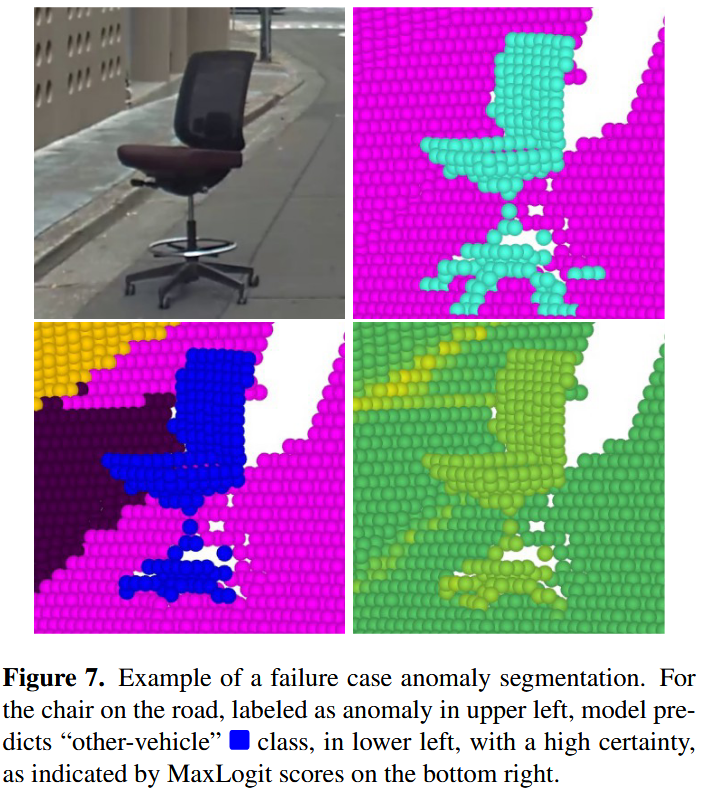 Figure 7. Example of a failure case anomaly segmentation. For
the chair on the road, labeled as anomaly in upper left, model pre-
dicts “other-vehicle” class, in lower left, with a high certainty,
as indicated by MaxLogit scores on the bottom right.